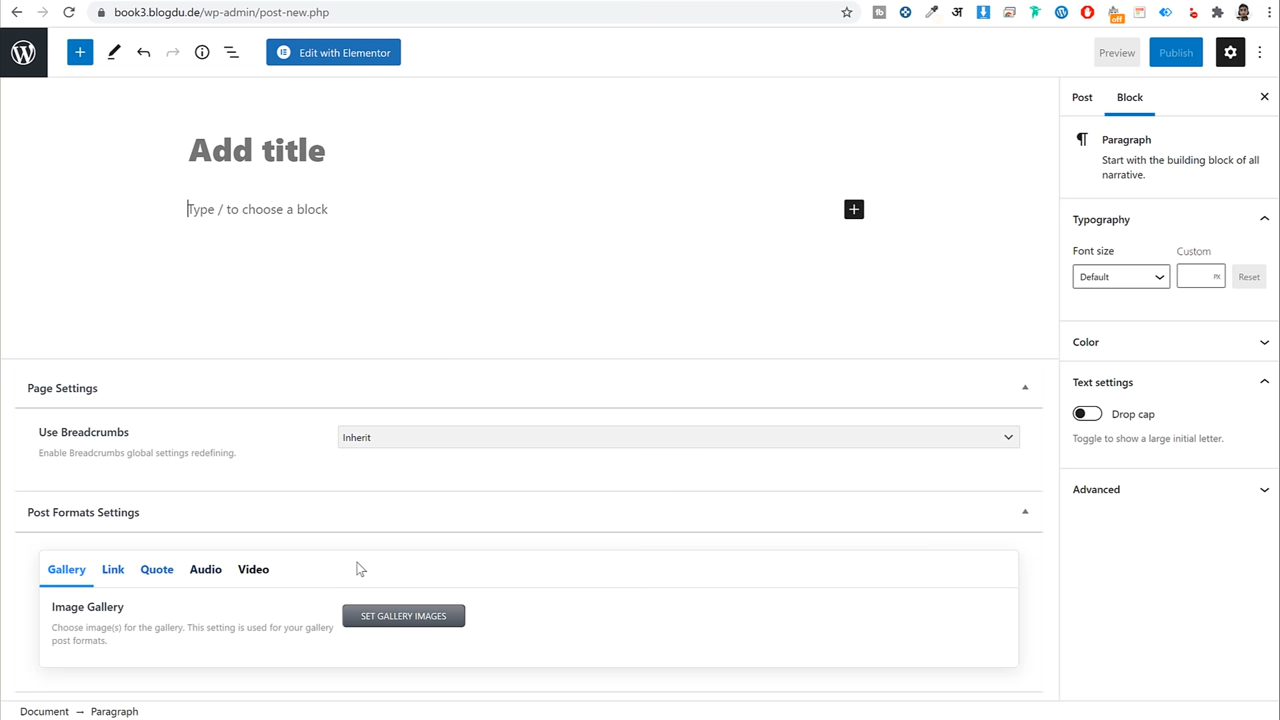 book3.blogdu.de/wp-admin/post-new.php
अ
off
Edit with Elementor
Preview
Publish
Post
Block
Add title
Type / to choose a block
Paragraph
Start with the building block of all
narrative.
Typography
Font size
Custom
Default
PX
Reset
Color
Text settings
Drop cap
Toggle to show a large initial letter.
Advanced
Page Settings
Use Breadcrumbs
Inherit
Enable Breadcrumbs global settings redefining.
Post Formats Settings
Gallery
Link
Quote
Audio
Video
Image Gallery
SET GALLERY IMAGES
Choose image(s) for the gallery. This setting is used for your gallery
post formats.
Document → Paragraph